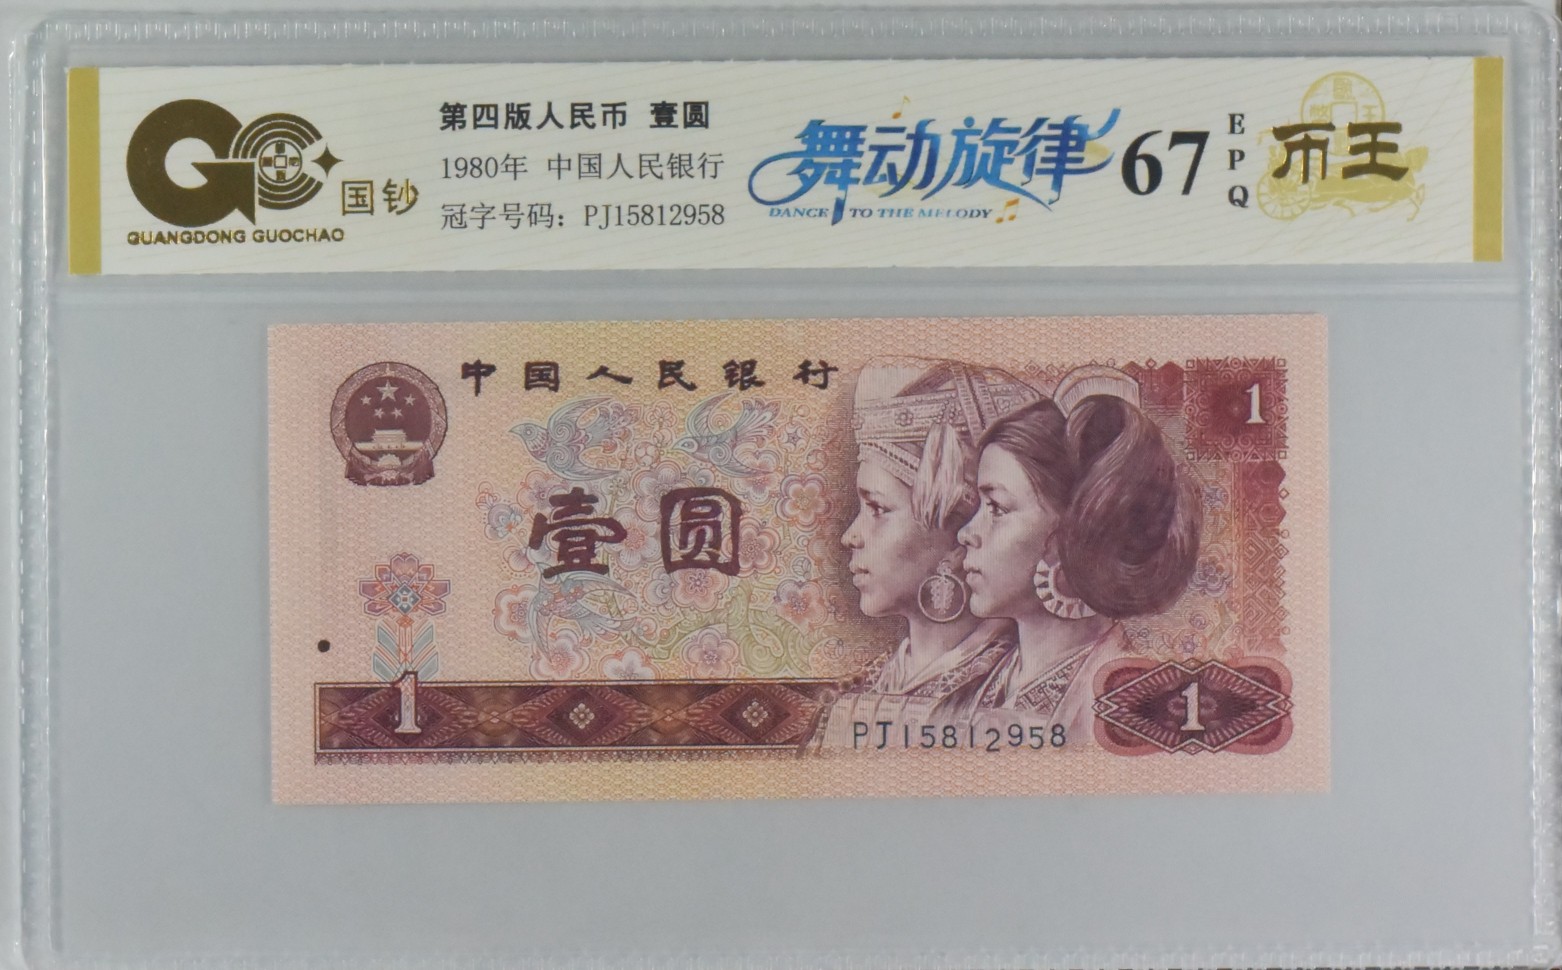 GUANGDONG GUOCHAO
国钞
第四版人民币 壹圆
1980年 中国人民银行
冠字号码：PJ15812958
舞动旋律
DANCE TO THE MELODY
67
EPQ
币王
中国人民银行
1
壹圆
1
PJ15812958
1